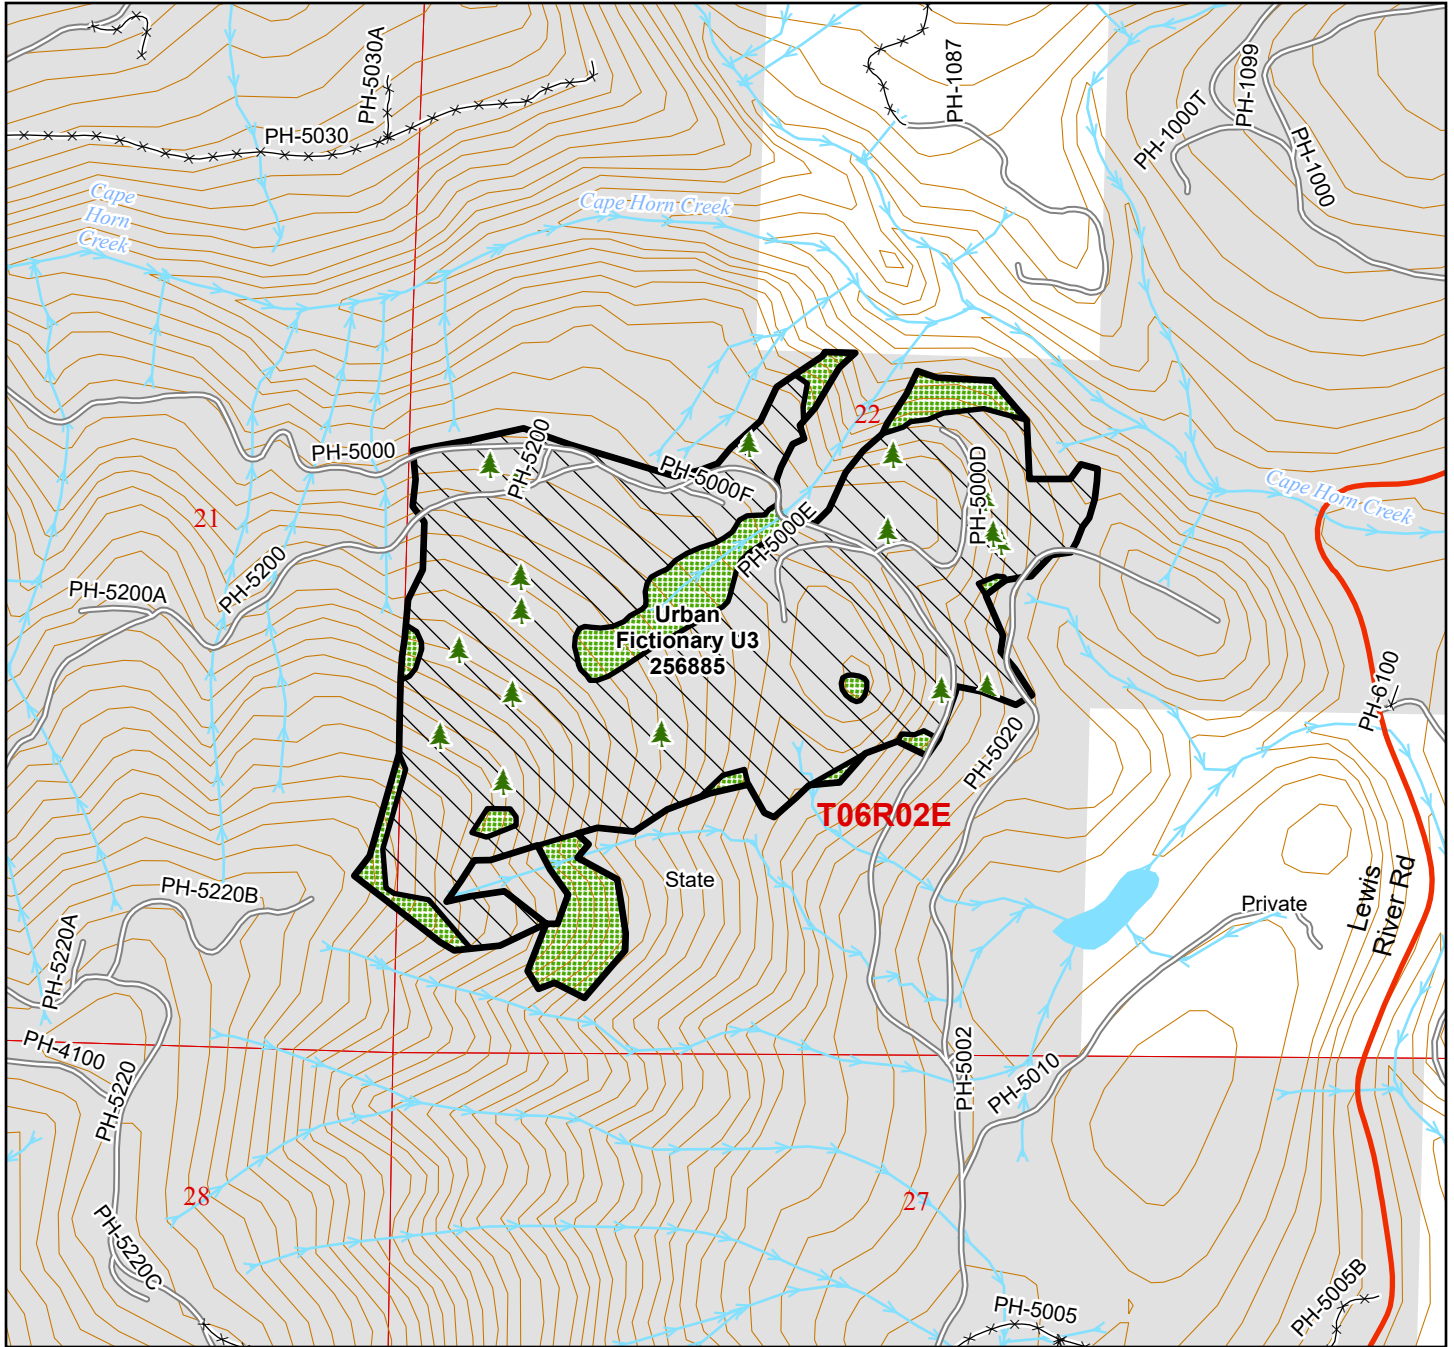 PH-5030A
PH-5030
PH-1087
PH-1099
PH-1000T
PH-1000
Cape
Horn
Creek
Cape Horn Creek
22
PH-5000
PH-5200
PH-5000F
PH-5000D
PH-5000E
Cape Horn Creek
21
PH-5200
PH-5200A
Urban
Fictionary U3
256885
PH-6100
PH-5020
T06R02E
State
Private
Lewis
River Rd
PH-5220B
PH-5220A
PH-4100
PH-5220
PH-5002
PH-5010
28
27
PH-5220C
PH-5005
PH-5005B